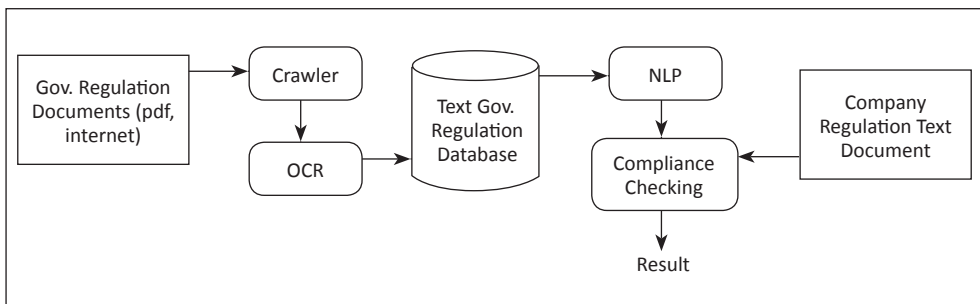 Gov. Regulation
Documents (pdf,
internet)
Crawler
OCR
Text Gov.
Regulation
Database
NLP
Compliance
Checking
Result
Company
Regulation Text
Document